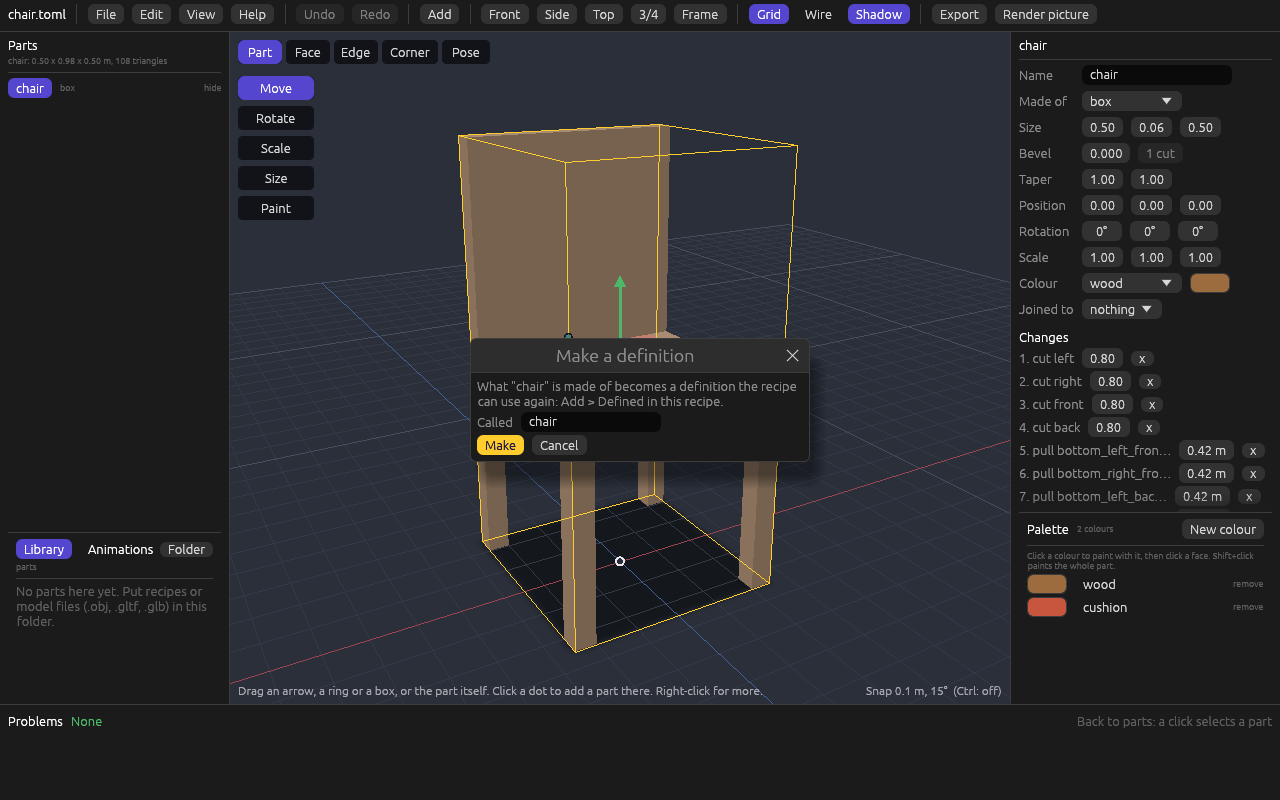 chair.toml File Edit View Help Undo Redo Add Front Side Top 3/4 Frame Grid Wire Shadow Export Render picture
Parts
chair: 0.50 x 0.98 x 0.50 m, 108 triangles
chair box hide
Part Face Edge Corner Pose
Move
Rotate
Scale
Size
Paint
Make a definition
What "chair" is made of becomes a definition the recipe
can use again: Add > Defined in this recipe.
Called chair
Make Cancel
Drag an arrow, a ring or a box, or the part itself. Click a dot to add a part there. Right-click for more.
Snap 0.1 m, 15° (Ctrl: off)
chair
Name chair
Made of box
Size 0.50 0.06 0.50
Bevel 0.000 1 cut
Taper 1.00 1.00
Position 0.00 0.00 0.00
Rotation 0° 0° 0°
Scale 1.00 1.00 1.00
Colour wood
Joined to nothing
Changes
1. cut left 0.80 x
2. cut right 0.80 x
3. cut front 0.80 x
4. cut back 0.80 x
5. pull bottom_left_fron... 0.42 m x
6. pull bottom_right_fro... 0.42 m x
7. pull bottom_left_bac... 0.42 m x
Palette 2 colours New colour
Click a colour to paint with it, then click a face. Shift+click
paints the whole part.
wood remove
cushion remove
Library Animations Folder
parts
No parts here yet. Put recipes or
model files (.obj, .gltf, .glb) in this
folder.
Problems None
Back to parts: a click selects a part